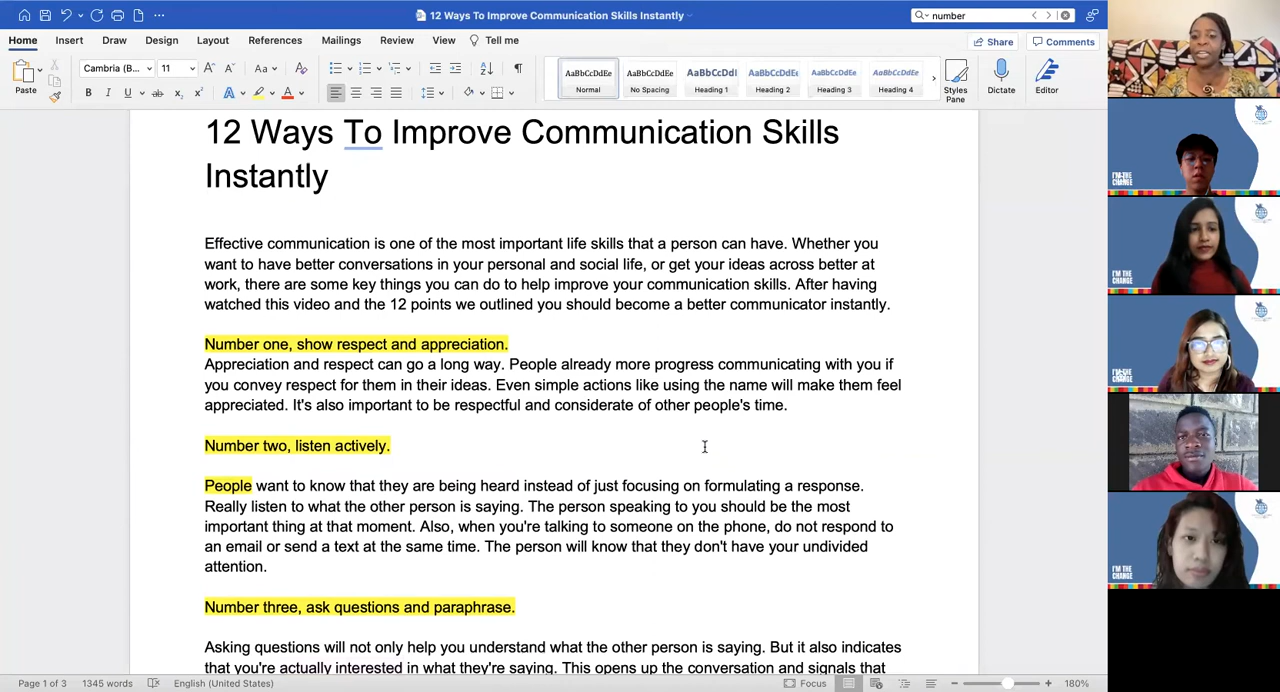 12 Ways To Improve Communication Skills Instantly
number
Home Insert Draw Design Layout References Mailings Review View Tell me
Share Comments
Paste
Cambria (B... 11
AaBbCcDdEe AaBbCcDdEe AaBbCcDdI AaBbCcDdEe AaBbCcDdEe AaBbCcDdEe
Normal No Spacing Heading 1 Heading 2 Heading 3 Heading 4
Styles Pane
Dictate
Editor
12 Ways To Improve Communication Skills
Instantly
Effective communication is one of the most important life skills that a person can have. Whether you
want to have better conversations in your personal and social life, or get your ideas across better at
work, there are some key things you can do to help improve your communication skills. After having
watched this video and the 12 points we outlined you should become a better communicator instantly.
Number one, show respect and appreciation.
Appreciation and respect can go a long way. People already more progress communicating with you if
you convey respect for them in their ideas. Even simple actions like using the name will make them feel
appreciated. It's also important to be respectful and considerate of other people's time.
Number two, listen actively.
People want to know that they are being heard instead of just focusing on formulating a response.
Really listen to what the other person is saying. The person speaking to you should be the most
important thing at that moment. Also, when you're talking to someone on the phone, do not respond to
an email or send a text at the same time. The person will know that they don't have your undivided
attention.
Number three, ask questions and paraphrase.
Asking questions will not only help you understand what the other person is saying. But it also indicates
that you're actually interested in what they're saying. This opens up the conversation and signals that
Page 1 of 3 1345 words English (United States) Focus 180%
I'M THE
CHANGE
I'M THE
I'M THE
CHANGE